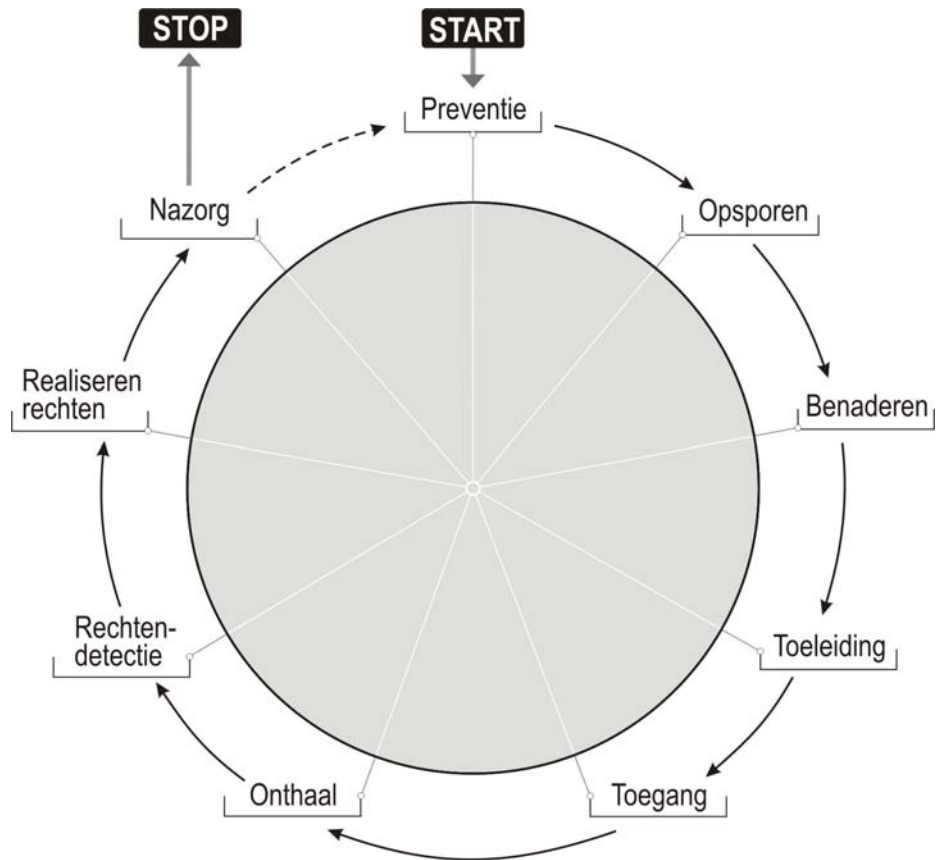 STOP
START
Preventie
Opsporen
Benaderen
Toeleiding
Toegang
Onthaal
Rechten-
detectie
Realiseren
rechten
Nazorg